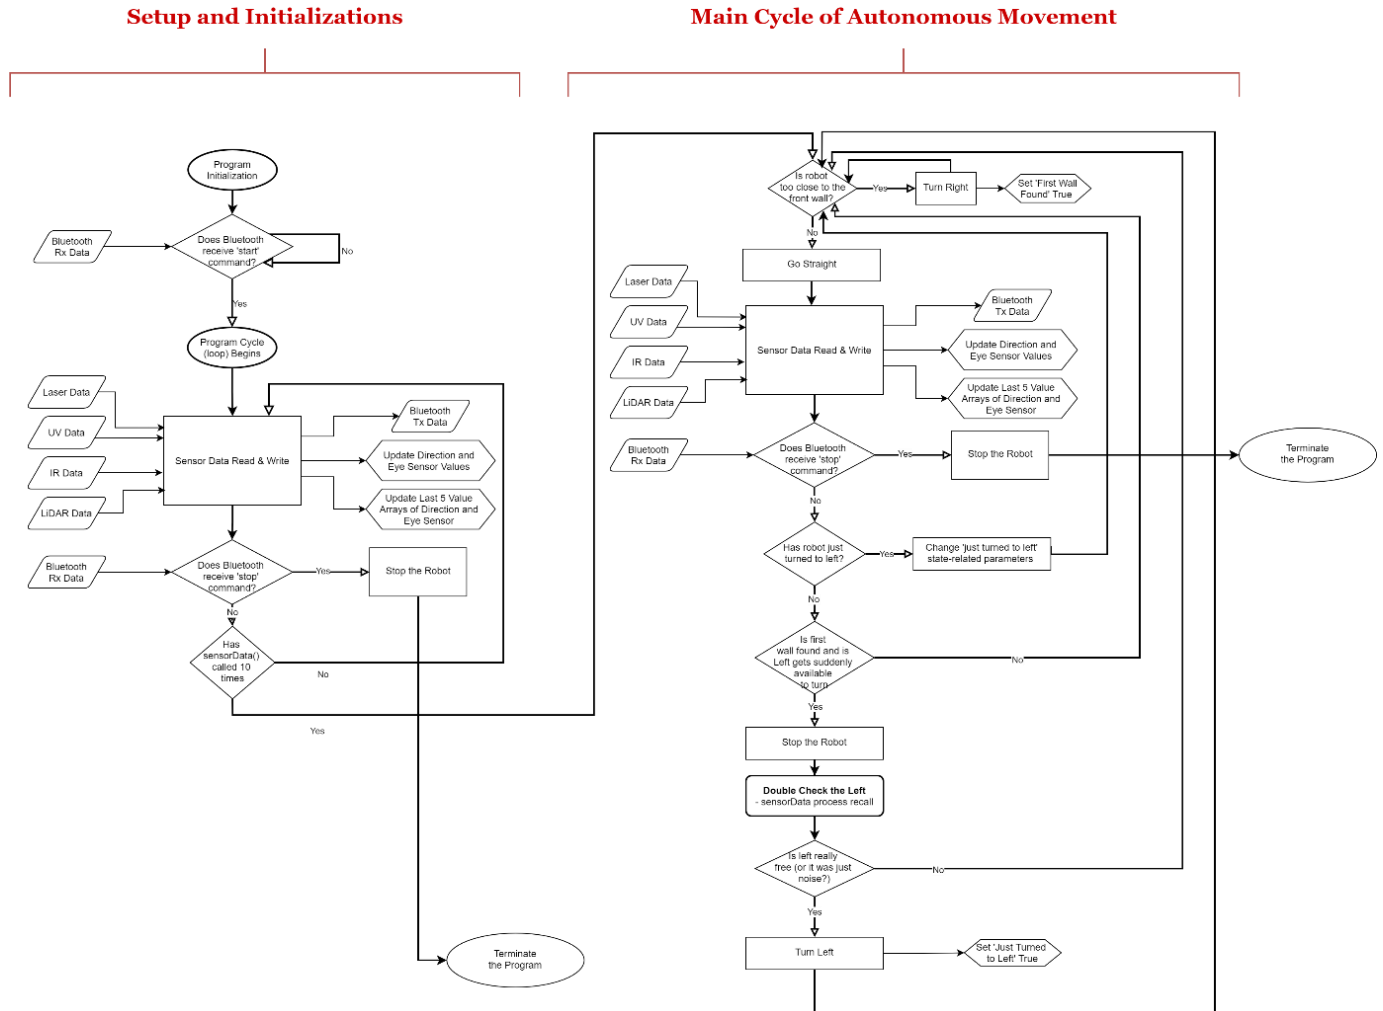 Setup and Initializations
Main Cycle of Autonomous Movement
Program
Initialization
Bluetooth
Rx Data
Does Bluetooth
receive 'start'
command?
No
Yes
Program Cycle
(loop) Begins
Laser Data
UV Data
IR Data
LiDAR Data
Sensor Data Read & Write
Bluetooth
Tx Data
Update Direction and
Eye Sensor Values
Update Last 5 Value
Arrays of Direction and
Eye Sensor
Bluetooth
Rx Data
Does Bluetooth
receive 'stop'
command?
Yes
Stop the Robot
No
Has
sensorData()
called 10
times
No
Yes
Terminate
the Program
Is robot
too close to the
front wall?
Yes
Turn Right
Set 'First Wall
Found' True
No
Go Straight
Laser Data
UV Data
IR Data
LiDAR Data
Sensor Data Read & Write
Bluetooth
Tx Data
Update Direction and
Eye Sensor Values
Update Last 5 Value
Arrays of Direction and
Eye Sensor
Bluetooth
Rx Data
Does Bluetooth
receive 'stop'
command?
Yes
Stop the Robot
Terminate
the Program
No
Has robot just
turned to left?
Yes
Change 'just turned to left'
state-related parameters
No
Is first
wall found and is
Left gets suddenly
available
to turn
No
Yes
Stop the Robot
Double Check the Left
- sensorData process recall
Is left really
free (or it was just
noise?)
No
Yes
Turn Left
Set 'Just Turned
to Left' True